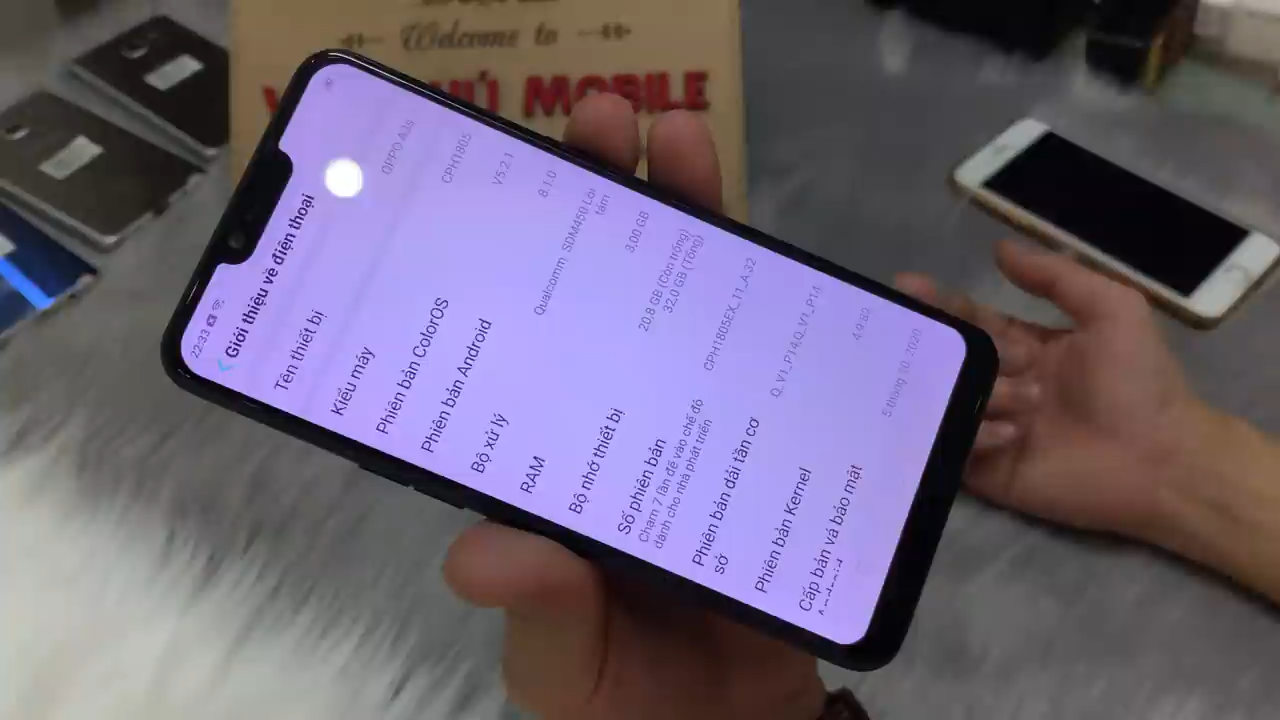 Welcome to
MOBILE
22:33
Giới thiệu về điện thoại
Tên thiết bị
OPPO A3s
Kiểu máy
CPH1805
Phiên bản ColorOS
V5.2.1
Phiên bản Android
8.1.0
Bộ xử lý
Qualcomm SDM450 Lõi
tám
RAM
3.00 GB
Bộ nhớ thiết bị
20.8 GB (Còn trống)
32.0 GB (Tổng)
Số phiên bản
Chạm 7 lần để vào chế độ
dành cho nhà phát triển
CPH1805EX_11_A.32
Phiên bản dải tần cơ
sở
Q_V1_P14,Q_V1_P14
Phiên bản Kernel
4.9.82
Cấp bản vá bảo mật
Android
5 tháng 10, 2020